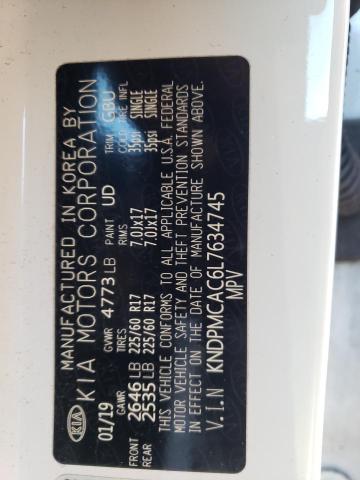 KIA
MANUFACTURED IN KOREA BY
KIA MOTORS CORPORATION
01/19 GVWR 4773 LB PAINT UD TRIM GBU
GAWR TIRES RIMS COLD TIRE INFL
FRONT 2646 LB 225/60 R17 7.0Jx17 35psi SINGLE
REAR 2535 LB 225/60 R17 7.0Jx17 35psi SINGLE
THIS VEHICLE CONFORMS TO ALL APPLICABLE U.S.A. FEDERAL
MOTOR VEHICLE SAFETY AND THEFT PREVENTION STANDARDS
IN EFFECT ON THE DATE OF MANUFACTURE SHOWN ABOVE.
V.I.N KNDPMCAC6L7634745
MPV